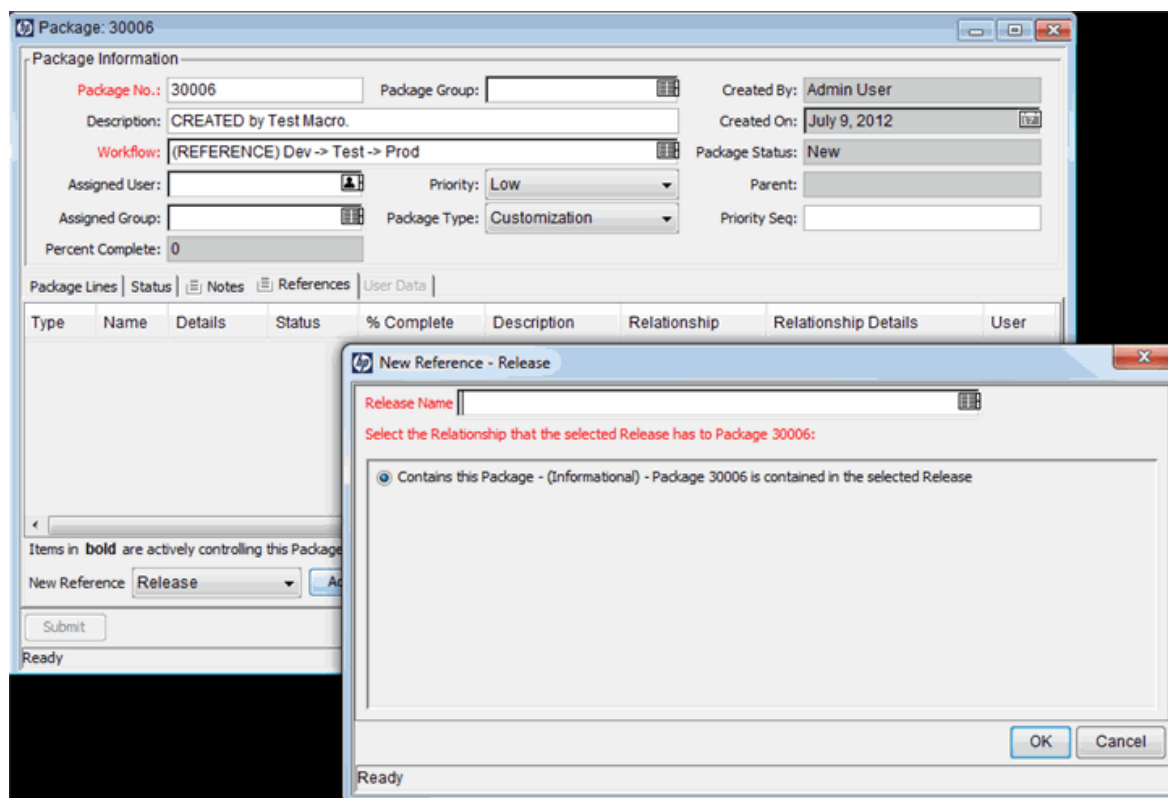 hp Package: 30006
Package Information
Package No.: 30006 Package Group: Created By: Admin User
Description: CREATED by Test Macro. Created On: July 9, 2012
Workflow: (REFERENCE) Dev -> Test -> Prod Package Status: New
Assigned User: Priority: Low Parent:
Assigned Group: Package Type: Customization Priority Seq:
Percent Complete: 0
Package Lines Status Notes References User Data
Type Name Details Status % Complete Description Relationship Relationship Details User
hp New Reference - Release
Release Name
Select the Relationship that the selected Release has to Package 30006:
Contains this Package - (Informational) - Package 30006 is contained in the selected Release
Items in bold are actively controlling this Package
New Reference Release
Submit
Ready
OK Cancel
Ready